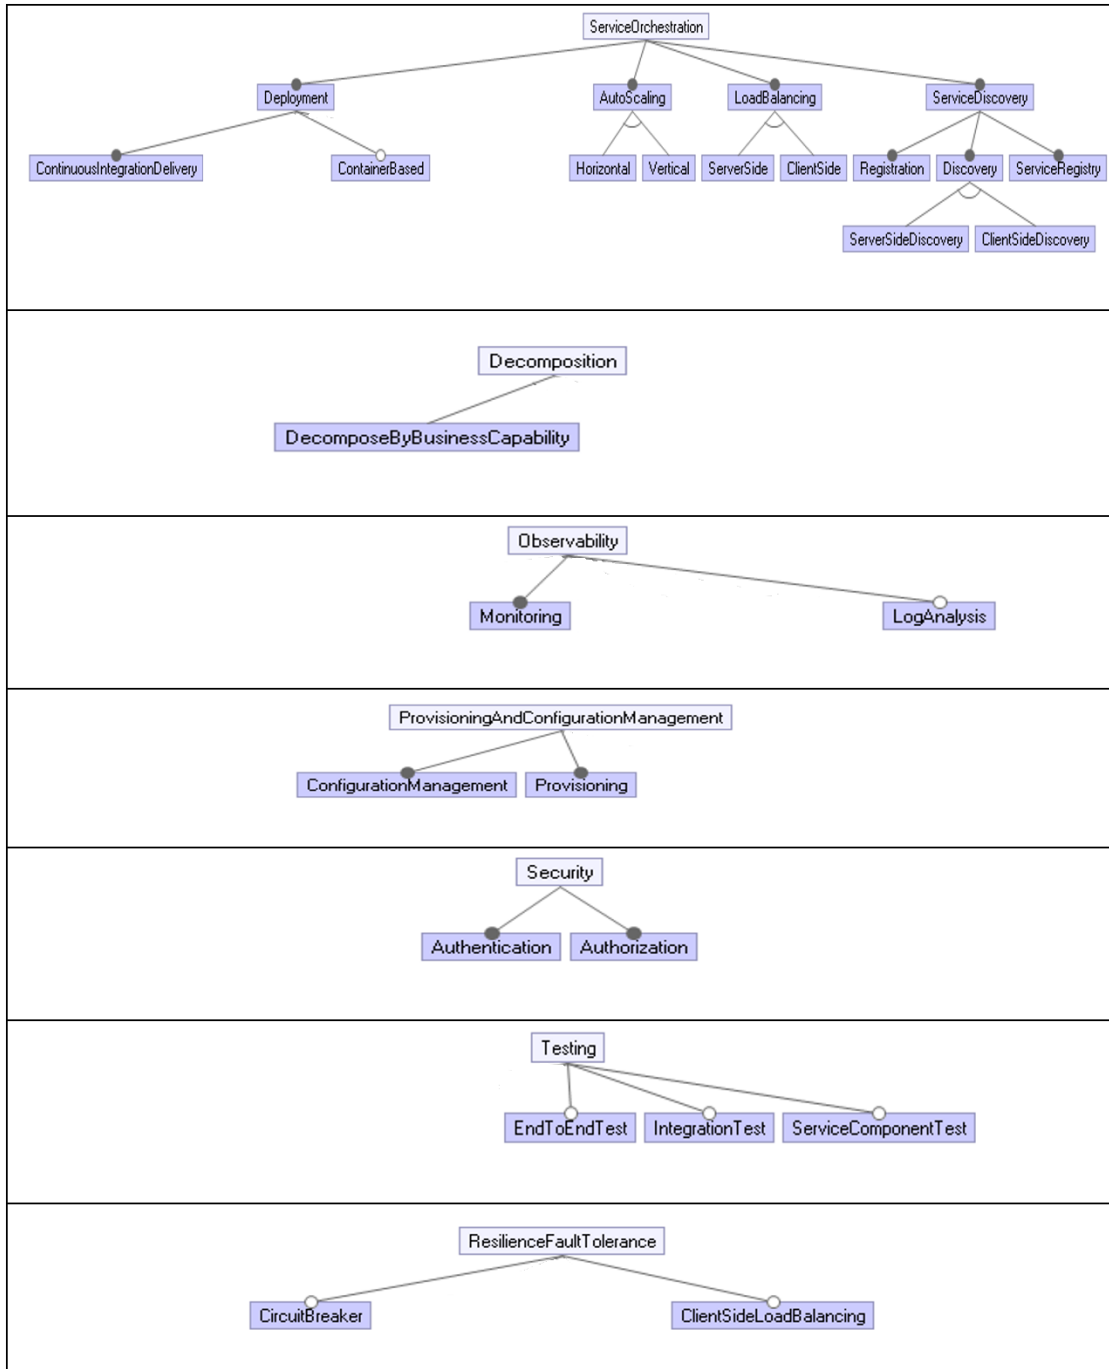 ServiceOrchestration
Deployment AutoScaling LoadBalancing ServiceDiscovery
ContinuousIntegrationDelivery ContainerBased Horizontal Vertical ServerSide ClientSide Registration Discovery ServiceRegistry
ServerSideDiscovery ClientSideDiscovery
Decomposition
DecomposeByBusinessCapability
Observability
Monitoring LogAnalysis
ProvisioningAndConfigurationManagement
ConfigurationManagement Provisioning
Security
Authentication Authorization
Testing
EndToEndTest IntegrationTest ServiceComponentTest
ResilienceFaultTolerance
CircuitBreaker ClientSideLoadBalancing